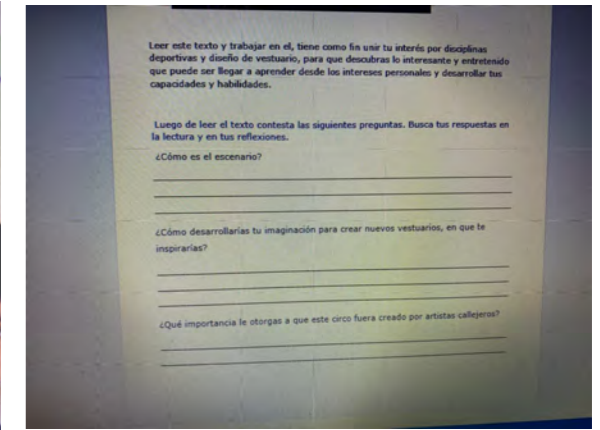 Leer este texto y trabajar en el, tiene como fin unir tu interés por disciplinas
deportivas y diseño de vestuario, para que descubras lo interesante y entretenido
que puede ser llegar a aprender desde los intereses personales y desarrollar tus
capacidades y habilidades.
Luego de leer el texto contesta las siguientes preguntas. Busca tus respuestas en
la lectura y en tus reflexiones.
¿Cómo es el escenario?
¿Cómo desarrollarías tu imaginación para crear nuevos vestuarios, en que te
inspirarías?
¿Qué importancia le otorgas a que este circo fuera creado por artistas callejeros?